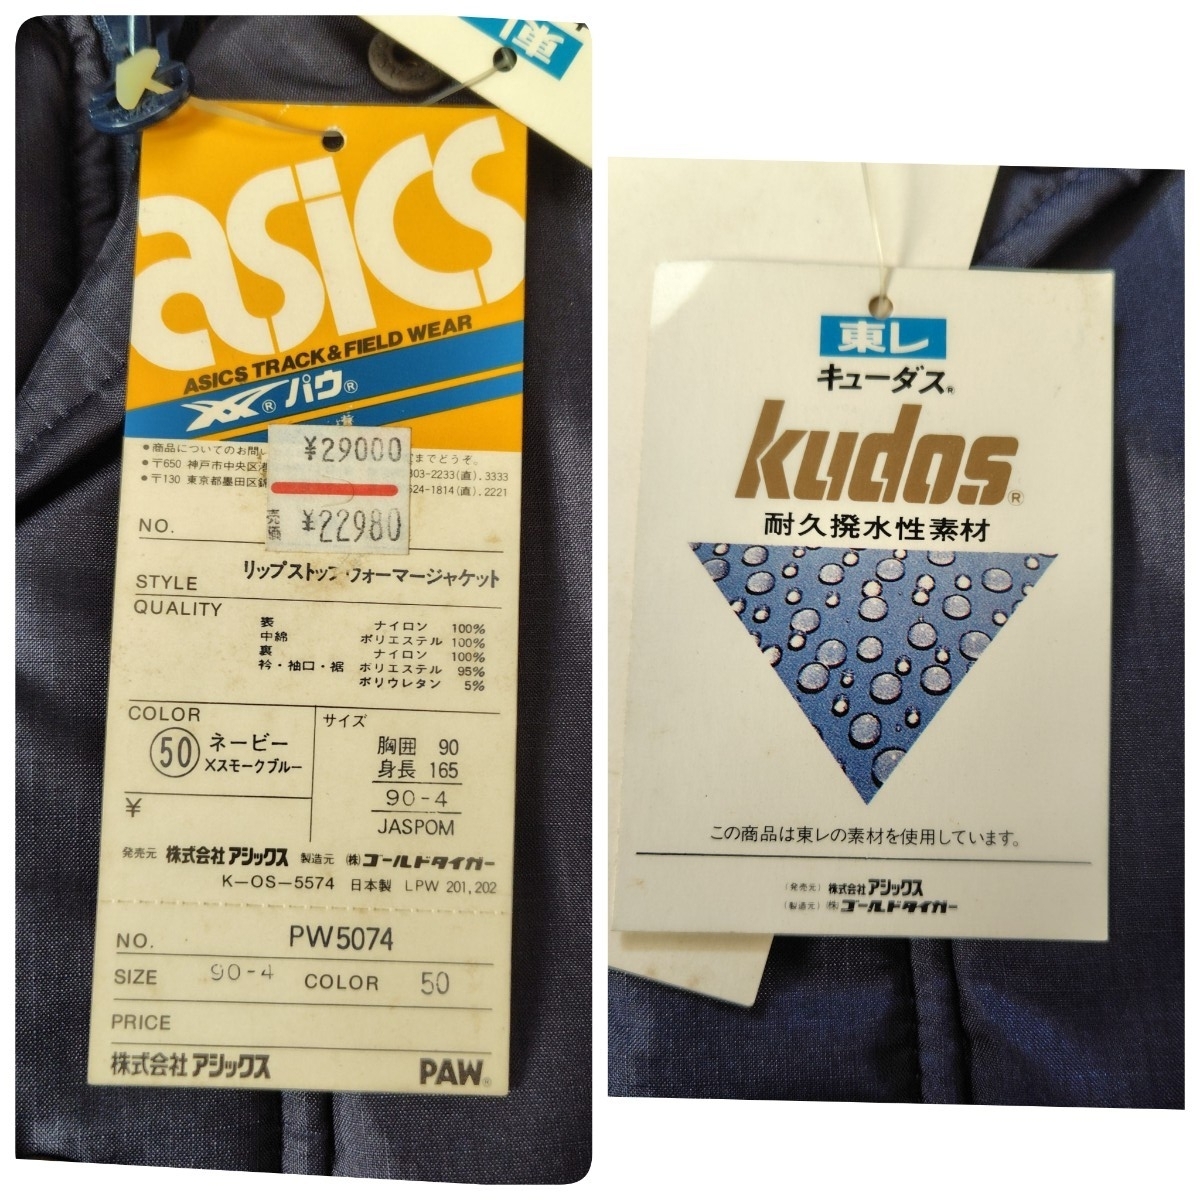 asics
ASICS TRACK & FIELD WEAR
® パウ®
●商品についてのお問い
までどうぞ。
●〒650 神戸市中央区港
303-2233(直).3333
●〒130 東京都墨田区錦
624-1814(直).2221
¥29000
売価 ¥22980
NO.
STYLE リップストップ・ウォーマージャケット
QUALITY
表 ナイロン 100%
中綿 ポリエステル 100%
裏 ナイロン 100%
衿・袖口・裾 ポリエステル 95%
ポリウレタン 5%
COLOR
50 ネービー
×スモークブルー
サイズ
胸囲 90
身長 165
90-4
JASPOM
¥
発売元 株式会社 アシックス 製造元 (株)ゴールドタイガー
K-OS-5574 日本製 LPW 201,202
NO. PW5074
SIZE 90-4 COLOR 50
PRICE
株式会社 アシックス PAW®
東レ
キューダス®
kudos®
耐久撥水性素材
この商品は東レの素材を使用しています。
(発売元) 株式会社 アシックス
(製造元) (株)ゴールドタイガー